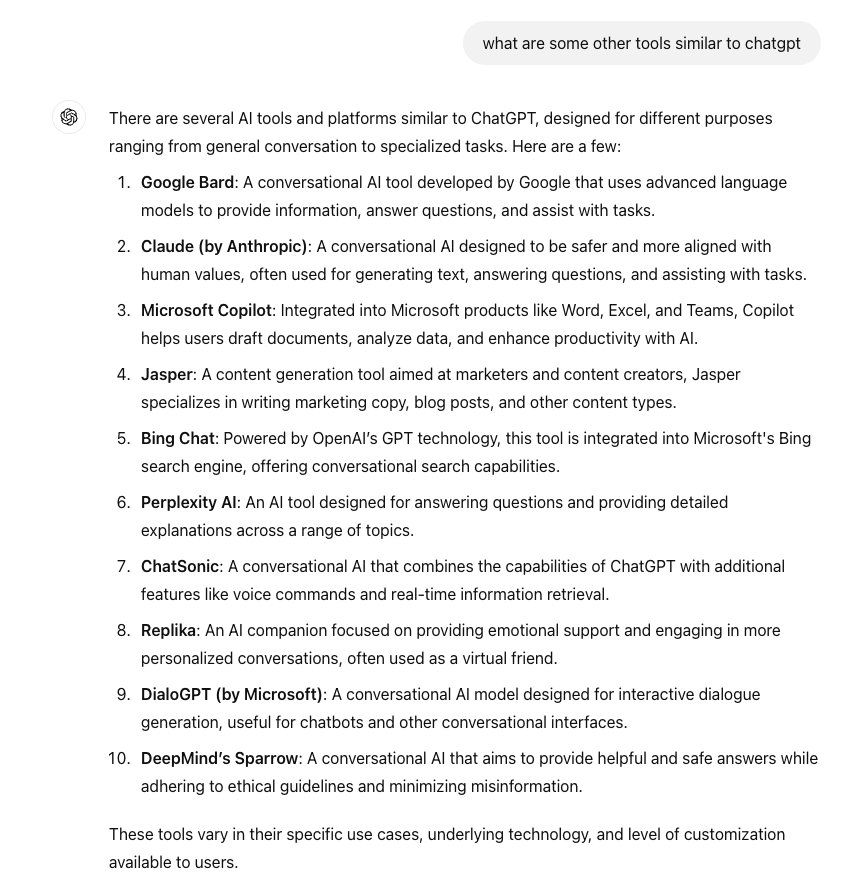 what are some other tools similar to chatgpt
There are several AI tools and platforms similar to ChatGPT, designed for different purposes
ranging from general conversation to specialized tasks. Here are a few:
1. Google Bard: A conversational AI tool developed by Google that uses advanced language
models to provide information, answer questions, and assist with tasks.
2. Claude (by Anthropic): A conversational AI designed to be safer and more aligned with
human values, often used for generating text, answering questions, and assisting with tasks.
3. Microsoft Copilot: Integrated into Microsoft products like Word, Excel, and Teams, Copilot
helps users draft documents, analyze data, and enhance productivity with AI.
4. Jasper: A content generation tool aimed at marketers and content creators, Jasper
specializes in writing marketing copy, blog posts, and other content types.
5. Bing Chat: Powered by OpenAI’s GPT technology, this tool is integrated into Microsoft's Bing
search engine, offering conversational search capabilities.
6. Perplexity AI: An AI tool designed for answering questions and providing detailed
explanations across a range of topics.
7. ChatSonic: A conversational AI that combines the capabilities of ChatGPT with additional
features like voice commands and real-time information retrieval.
8. Replika: An AI companion focused on providing emotional support and engaging in more
personalized conversations, often used as a virtual friend.
9. DialoGPT (by Microsoft): A conversational AI model designed for interactive dialogue
generation, useful for chatbots and other conversational interfaces.
10. DeepMind’s Sparrow: A conversational AI that aims to provide helpful and safe answers while
adhering to ethical guidelines and minimizing misinformation.
These tools vary in their specific use cases, underlying technology, and level of customization
available to users.